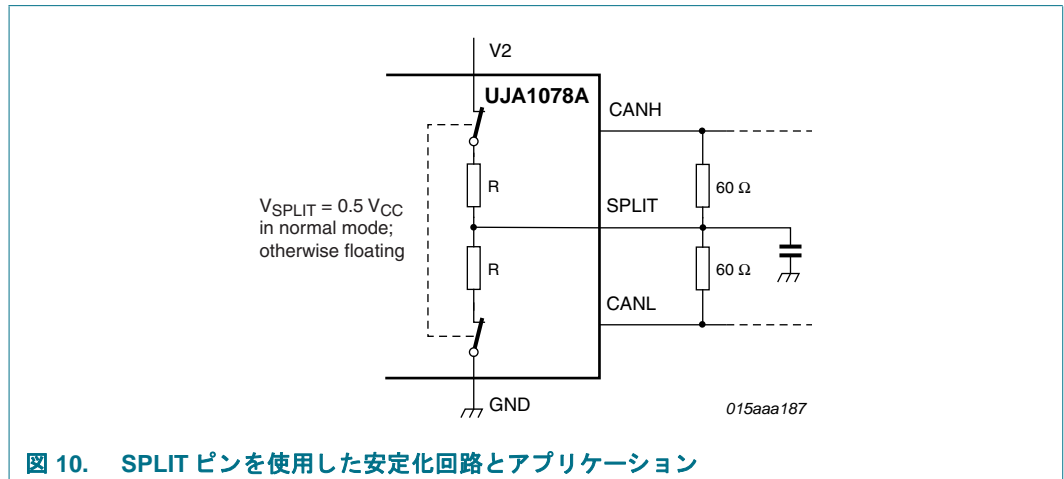 V2
UJA1078A
CANH
R
60 Ω
VSPLIT = 0.5 VCC
in normal mode;
otherwise floating
SPLIT
R
60 Ω
CANL
GND
015aaa187
図 10. SPLIT ピンを使用した安定化回路とアプリケーション